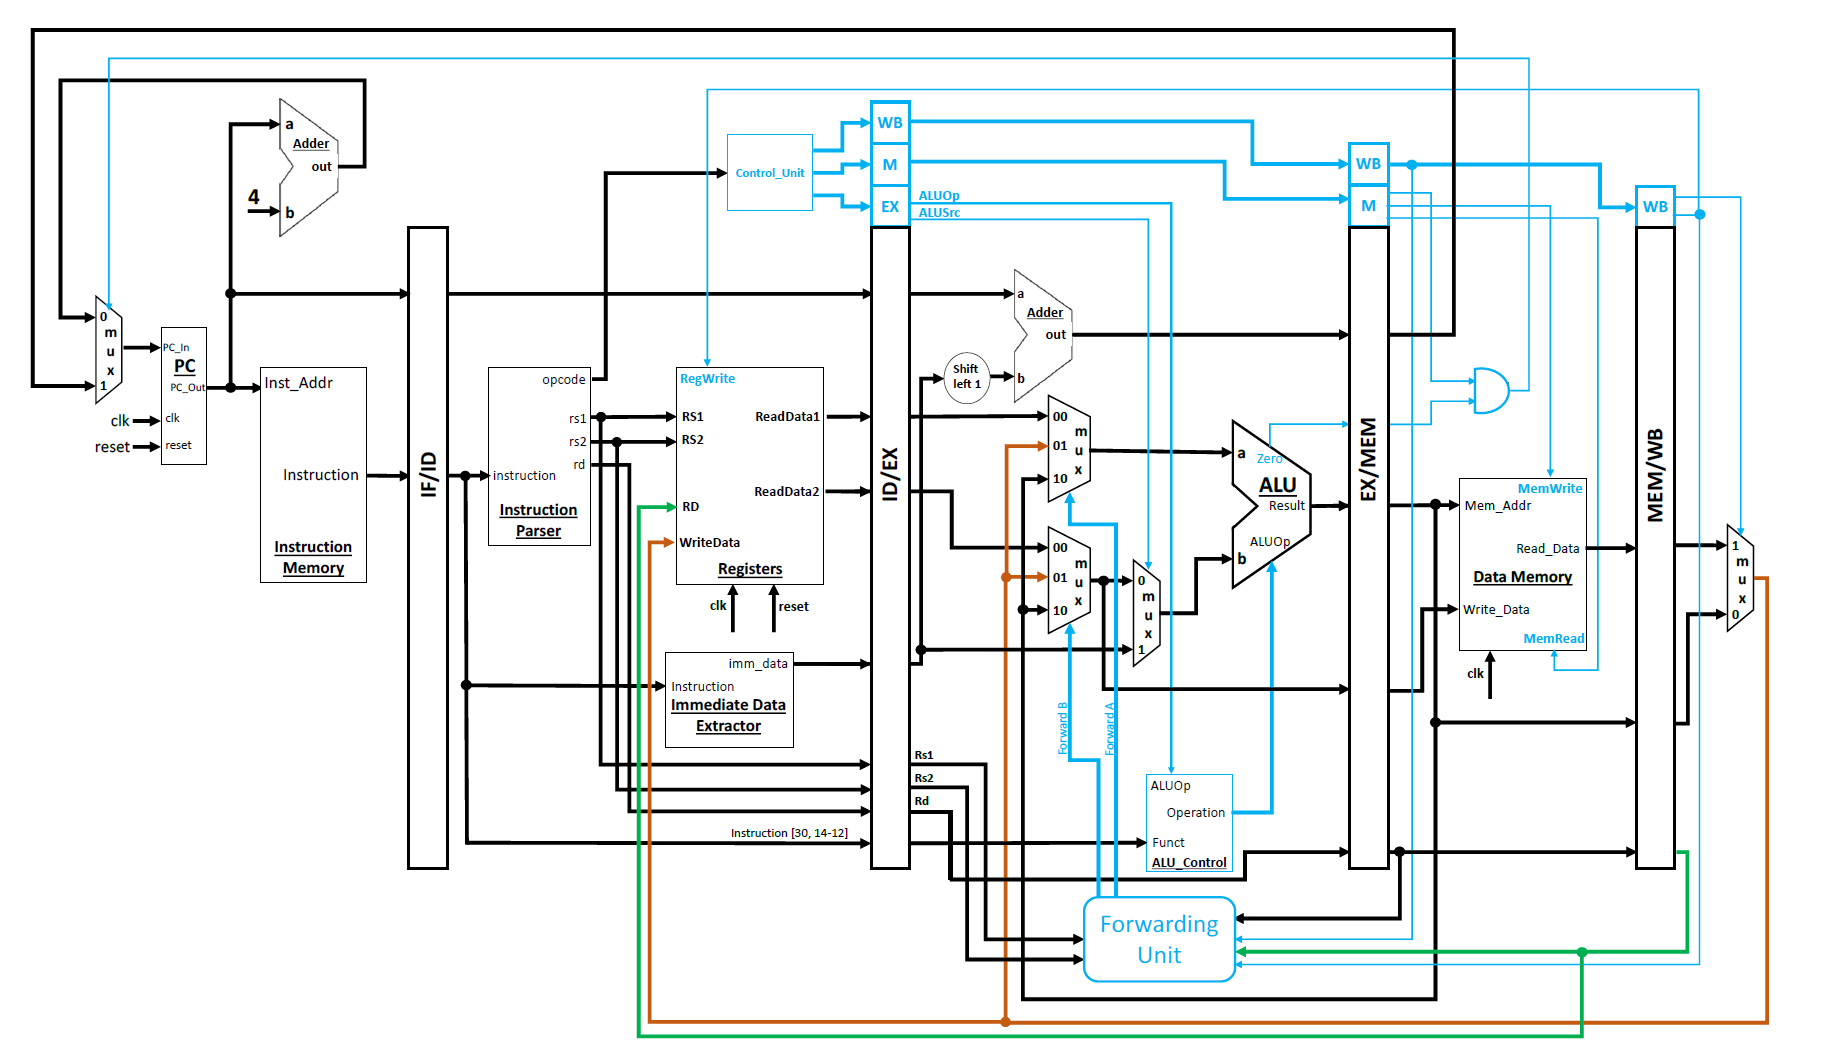 a
Adder
out
4
b
0
m
u
x
1
PC_In
PC
PC_Out
clk
clk
reset
reset
Inst_Addr
Instruction
Instruction
Memory
IF/ID
opcode
rs1
rs2
rd
instruction
Instruction
Parser
Control_Unit
RegWrite
RS1
RS2
RD
WriteData
ReadData1
ReadData2
Registers
clk
reset
imm_data
Instruction
Immediate Data
Extractor
Instruction [30, 14-12]
WB
M
EX
ID/EX
ALUOp
ALUSrc
a
Adder
out
b
Shift
left 1
00
01
10
m
u
x
00
01
10
m
u
x
0
m
u
x
1
a
Zero
ALU
Result
ALUOp
b
Forward B
Forward A
Rs1
Rs2
Rd
ALUOp
Operation
Funct
ALU_Control
Forwarding
Unit
WB
M
EX/MEM
MemWrite
Mem_Addr
Read_Data
Data Memory
Write_Data
MemRead
clk
WB
MEM/WB
1
m
u
x
0